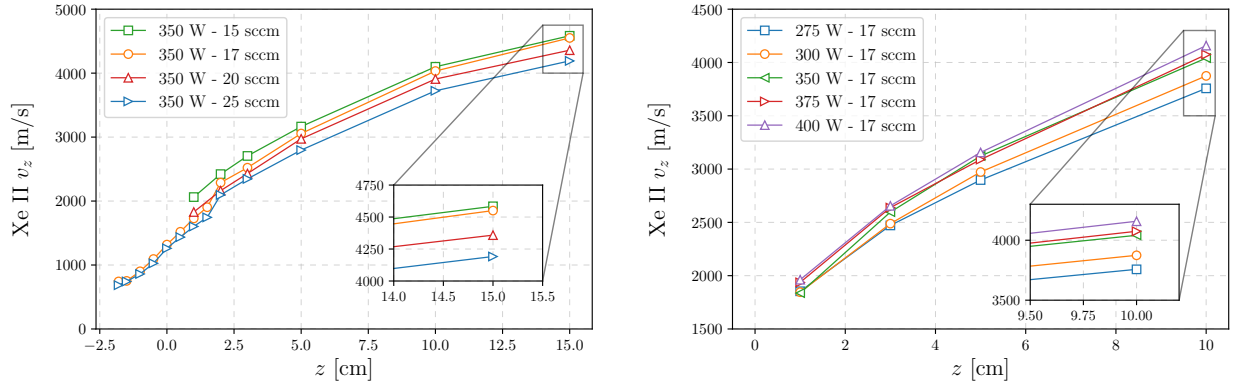 Xe II v_z [m/s]
5000
4000
3000
2000
1000
0
350 W - 15 sccm
350 W - 17 sccm
350 W - 20 sccm
350 W - 25 sccm
4750
4500
4250
4000
14.0 14.5 15.0 15.5
−2.5 0.0 2.5 5.0 7.5 10.0 12.5 15.0
z [cm]
Xe II v_z [m/s]
4500
4000
3500
3000
2500
2000
1500
275 W - 17 sccm
300 W - 17 sccm
350 W - 17 sccm
375 W - 17 sccm
400 W - 17 sccm
4000
3500
9.50 9.75 10.00
0 2 4 6 8 10
z [cm]